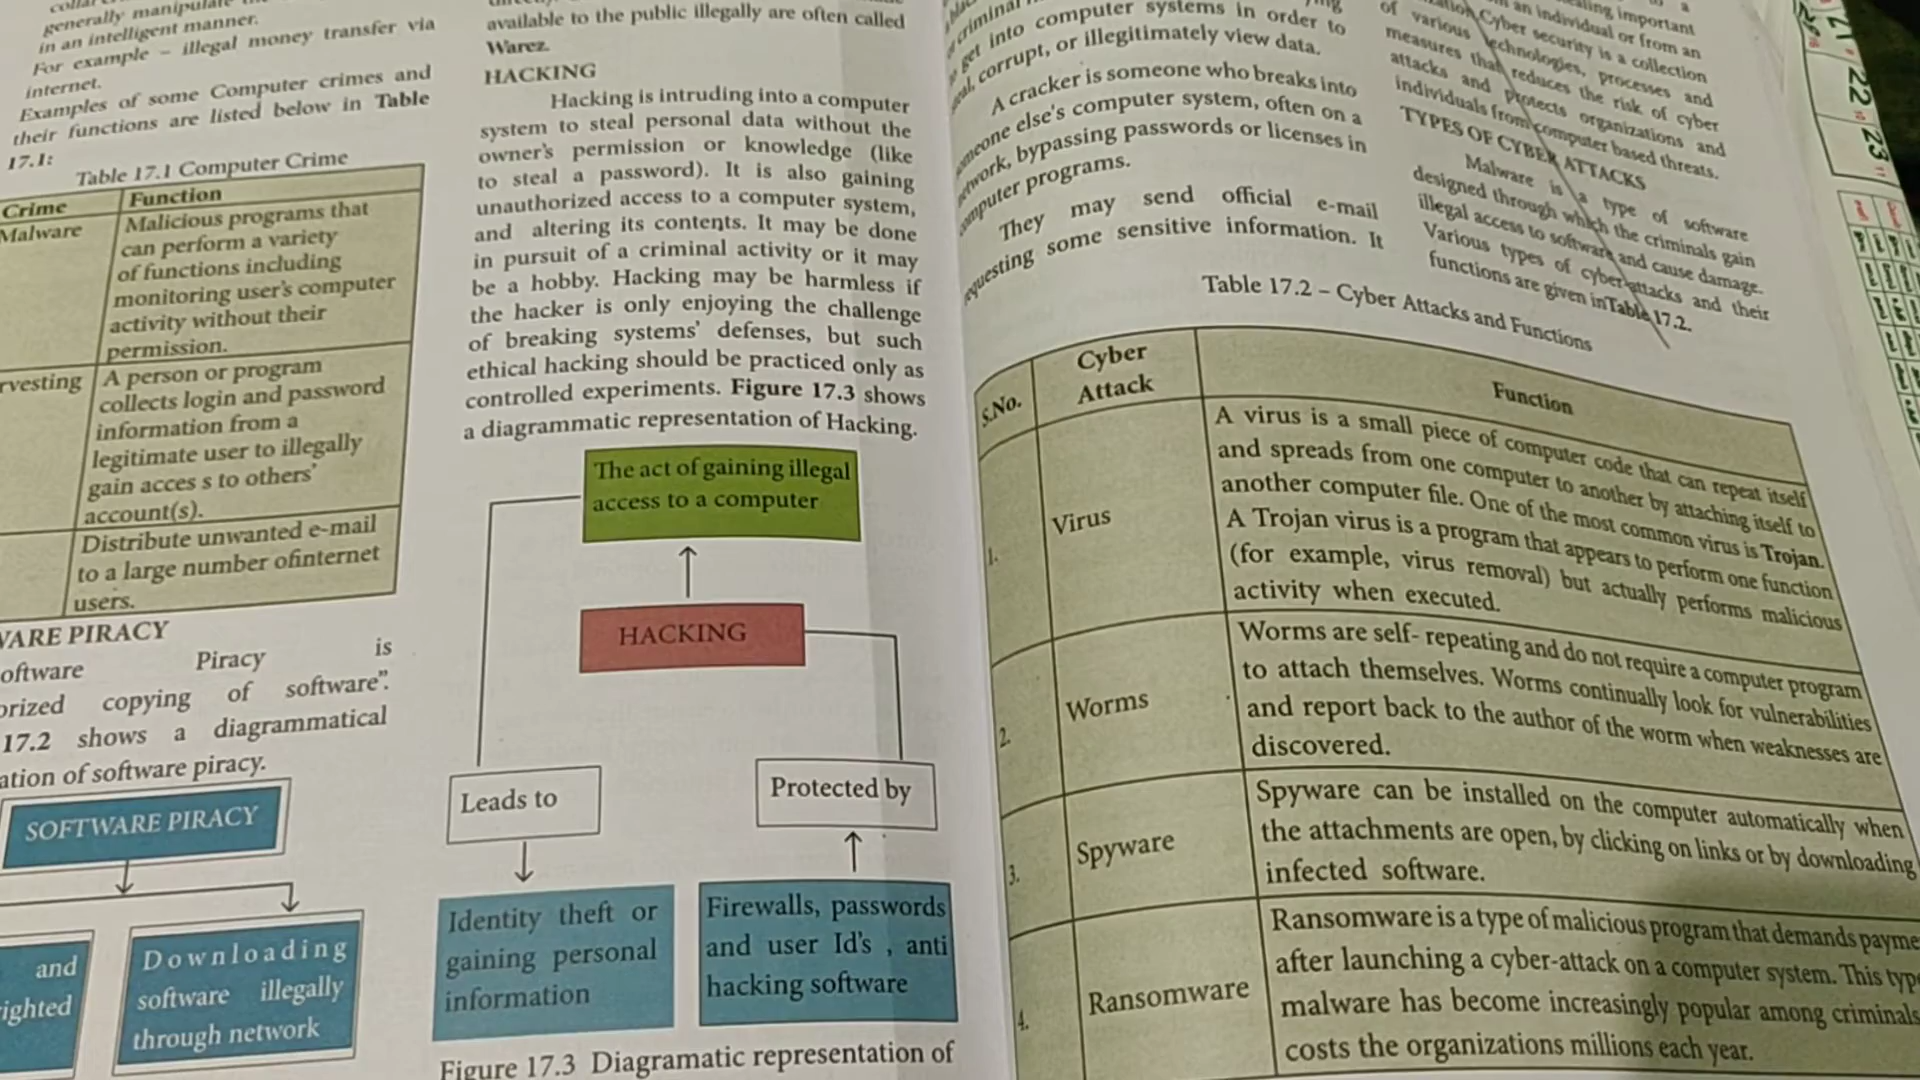 generally manipulate
in an intelligent manner.
For example – illegal money transfer via
internet.
Examples of some Computer crimes and
their functions are listed below in Table
17.1:
Table 17.1 Computer Crime
Crime
Function
Malware
Malicious programs that
can perform a variety
of functions including
monitoring user's computer
activity without their
permission.
rvesting
A person or program
collects login and password
information from a
legitimate user to illegally
gain acces s to others'
account(s).
Distribute unwanted e-mail
to a large number ofinternet
users.
WARE PIRACY
oftware Piracy is
orized copying of software".
17.2 shows a diagrammatical
ation of software piracy.
SOFTWARE PIRACY
and
righted
Downloading
software illegally
through network
available to the public illegally are often called
Warez.
HACKING
Hacking is intruding into a computer
system to steal personal data without the
owner's permission or knowledge (like
to steal a password). It is also gaining
unauthorized access to a computer system,
and altering its contents. It may be done
in pursuit of a criminal activity or it may
be a hobby. Hacking may be harmless if
the hacker is only enjoying the challenge
of breaking systems' defenses, but such
ethical hacking should be practiced only as
controlled experiments. Figure 17.3 shows
a diagrammatic representation of Hacking.
The act of gaining illegal
access to a computer
HACKING
Leads to
Protected by
Identity theft or
gaining personal
information
Firewalls, passwords
and user Id's , anti
hacking software
Figure 17.3 Diagramatic representation of
criminal
get into computer systems in order to
corrupt, or illegitimately view data.
A cracker is someone who breaks into
someone else's computer system, often on a
network, bypassing passwords or licenses in
computer programs.
They may send official e-mail
requesting some sensitive information. It
important
an individual or from an
Cyber security is a collection
of various technologies, processes and
measures that reduces the risk of cyber
attacks and protects organizations and
individuals from computer based threats.
TYPES OF CYBER ATTACKS
Malware is a type of software
designed through which the criminals gain
illegal access to software and cause damage.
Various types of cyber-attacks and their
functions are given inTable 17.2.
Table 17.2 – Cyber Attacks and Functions
S.No.
Cyber
Attack
Function
1.
Virus
A virus is a small piece of computer code that can repeat itself
and spreads from one computer to another by attaching itself to
another computer file. One of the most common virus is Trojan.
A Trojan virus is a program that appears to perform one function
(for example, virus removal) but actually performs malicious
activity when executed.
2.
Worms
Worms are self- repeating and do not require a computer program
to attach themselves. Worms continually look for vulnerabilities
and report back to the author of the worm when weaknesses are
discovered.
3.
Spyware
Spyware can be installed on the computer automatically when
the attachments are open, by clicking on links or by downloading
infected software.
4.
Ransomware
Ransomware is a type of malicious program that demands payme
after launching a cyber-attack on a computer system. This type
malware has become increasingly popular among criminals
costs the organizations millions each year.
21
22
23